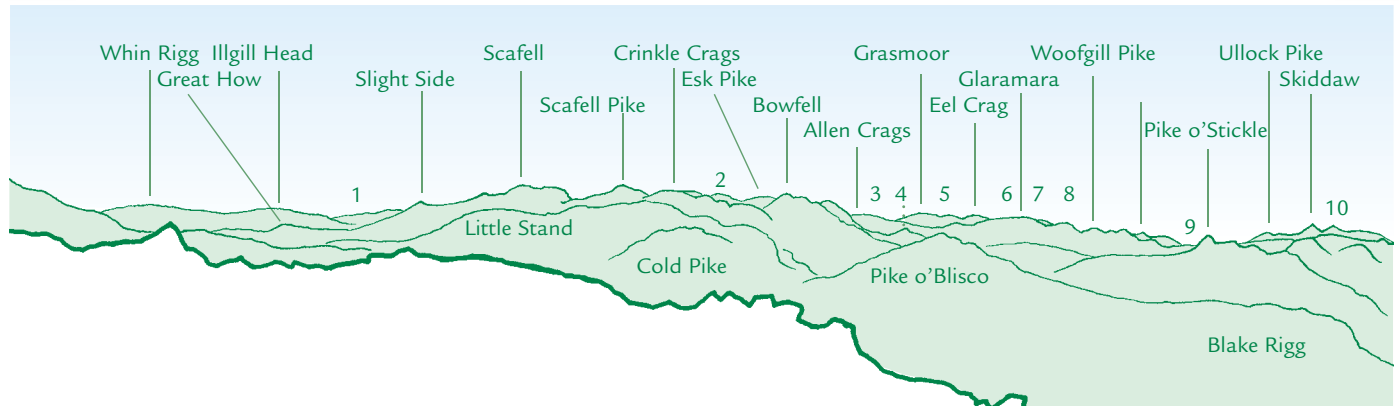 Whin Rigg Illgill Head Scafell Crinkle Crags Grasmoor Woofgill Pike Ullock Pike
Great How Slight Side Esk Pike Glaramara Skiddaw
Scafell Pike Bowfell Eel Crag
Allen Crags Pike o'Stickle
1 2 3 4 5 6 7 8 9 10
Little Stand
Cold Pike Pike o'Blisco
Blake Rigg